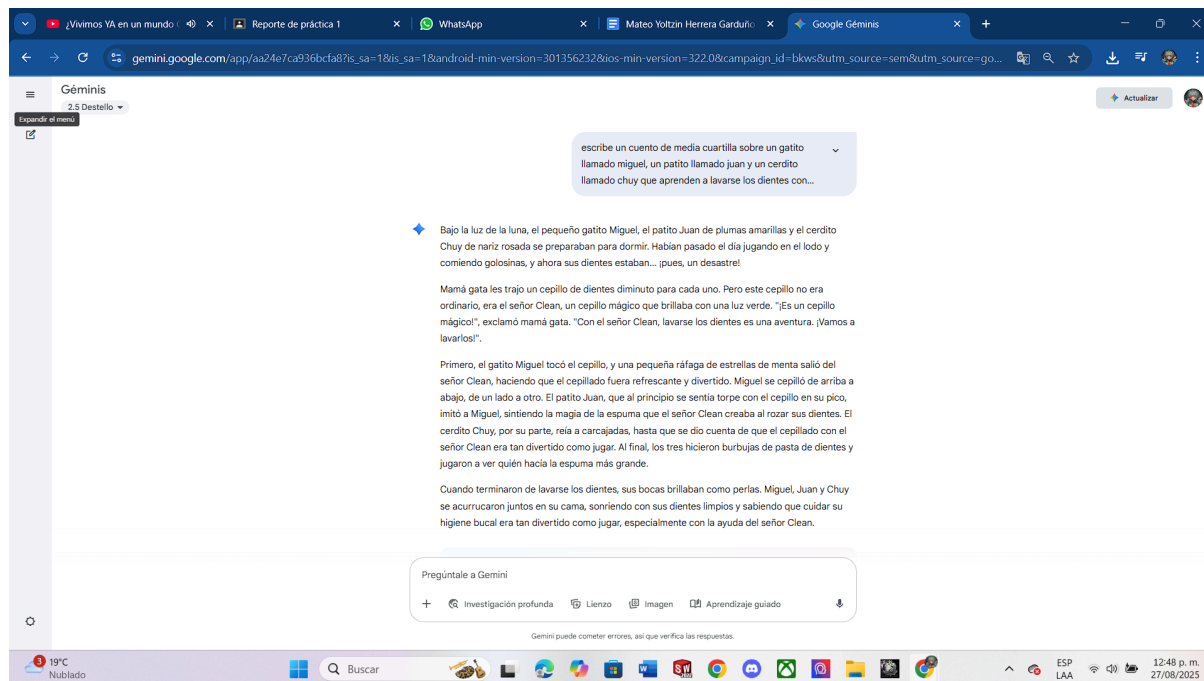 ¿Vivimos YA en un mundo (
Reporte de práctica 1
WhatsApp
Mateo Yoltzin Herrera Garduño
Google Géminis
gemini.google.com/app/aa24e7ca936bcfa8?is_sa=1&is_sa=1&android-min-version=301356232&ios-min-version=322.0&campaign_id=bkws&utm_source=sem&utm_source=go...
Géminis
2.5 Destello
Actualizar
Expandir el menú
escribe un cuento de media cuartilla sobre un gatito
llamado miguel, un patito llamado juan y un cerdito
llamado chuy que aprenden a lavarse los dientes con...
Bajo la luz de la luna, el pequeño gatito Miguel, el patito Juan de plumas amarillas y el cerdito
Chuy de nariz rosada se preparaban para dormir. Habían pasado el día jugando en el lodo y
comiendo golosinas, y ahora sus dientes estaban... ¡pues, un desastre!
Mamá gata les trajo un cepillo de dientes diminuto para cada uno. Pero este cepillo no era
ordinario, era el señor Clean, un cepillo mágico que brillaba con una luz verde. "¡Es un cepillo
mágico!", exclamó mamá gata. "Con el señor Clean, lavarse los dientes es una aventura. ¡Vamos a
lavarlos!".
Primero, el gatito Miguel tocó el cepillo, y una pequeña ráfaga de estrellas de menta salió del
señor Clean, haciendo que el cepillado fuera refrescante y divertido. Miguel se cepilló de arriba a
abajo, de un lado a otro. El patito Juan, que al principio se sentía torpe con el cepillo en su pico,
imitó a Miguel, sintiendo la magia de la espuma que el señor Clean creaba al rozar sus dientes. El
cerdito Chuy, por su parte, reía a carcajadas, hasta que se dio cuenta de que el cepillado con el
señor Clean era tan divertido como jugar. Al final, los tres hicieron burbujas de pasta de dientes y
jugaron a ver quién hacía la espuma más grande.
Cuando terminaron de lavarse los dientes, sus bocas brillaban como perlas. Miguel, Juan y Chuy
se acurrucaron juntos en su cama, sonriendo con sus dientes limpios y sabiendo que cuidar su
higiene bucal era tan divertido como jugar, especialmente con la ayuda del señor Clean.
Pregúntale a Gemini
Investigación profunda
Lienzo
Imagen
Aprendizaje guiado
Gemini puede cometer errores, así que verifica las respuestas.
3
19°C
Nublado
Buscar
ESP
LAA
12:48 p. m.
27/08/2025